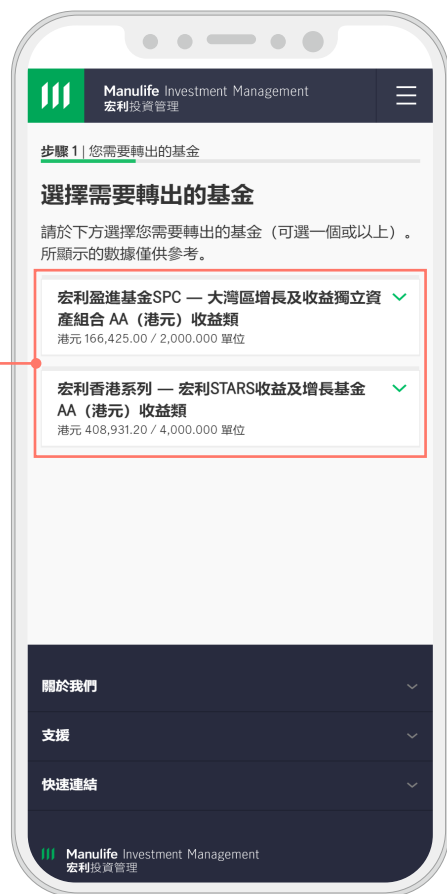 Manulife Investment Management
宏利投資管理
步驟 1 | 您需要轉出的基金
選擇需要轉出的基金
請於下方選擇您需要轉出的基金（可選一個或以上）。
所顯示的數據僅供參考。
宏利盈進基金SPC — 大灣區增長及收益獨立資
產組合 AA（港元）收益類
港元 166,425.00 / 2,000.000 單位
宏利香港系列 — 宏利STARS收益及增長基金
AA（港元）收益類
港元 408,931.20 / 4,000.000 單位
關於我們
支援
快速連結
Manulife Investment Management
宏利投資管理